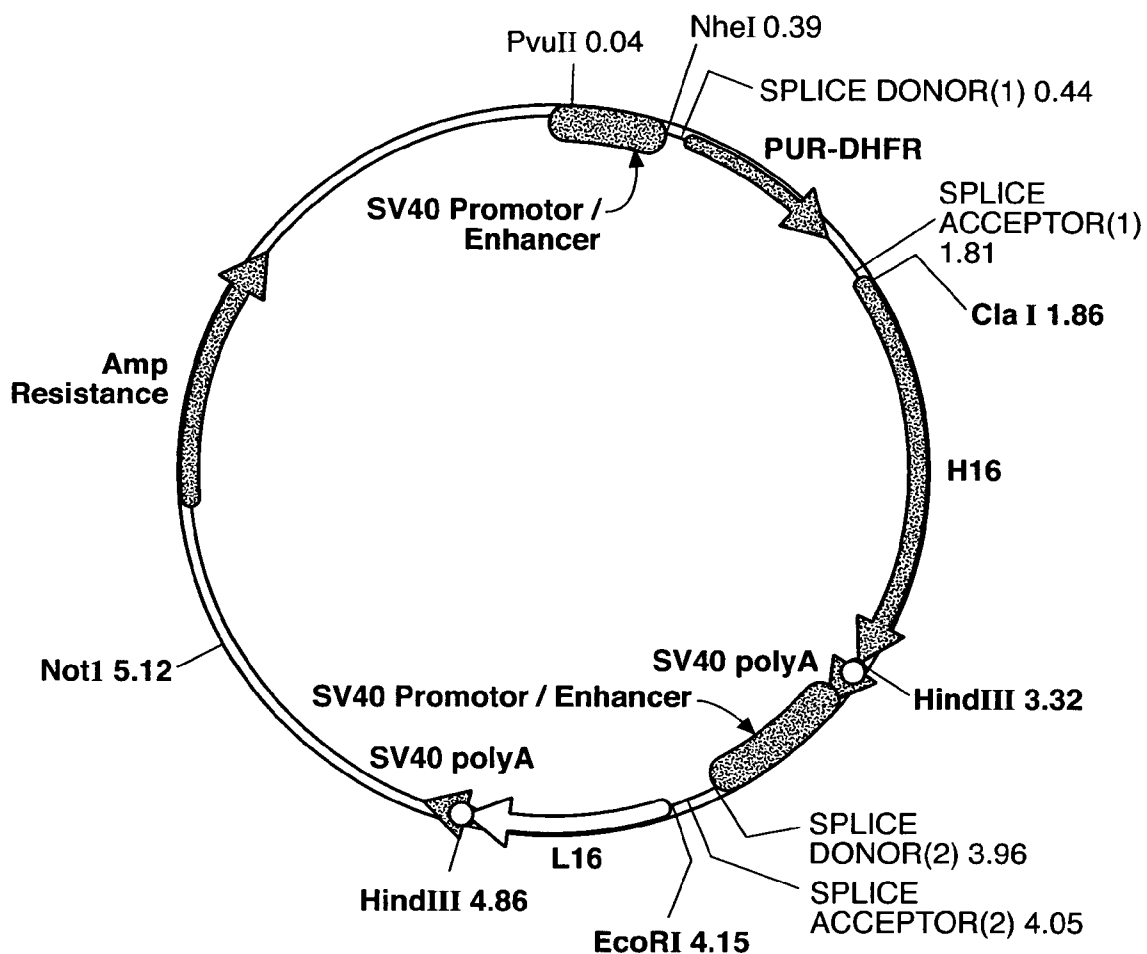 PvuII 0.04
NheI 0.39
SPLICE DONOR(1) 0.44
PUR-DHFR
SV40 Promotor /
Enhancer
SPLICE
ACCEPTOR(1)
1.81
Cla I 1.86
Amp
Resistance
H16
Not1 5.12
SV40 polyA
HindIII 3.32
SV40 Promotor / Enhancer
SV40 polyA
L16
SPLICE
DONOR(2) 3.96
HindIII 4.86
SPLICE
ACCEPTOR(2) 4.05
EcoRI 4.15